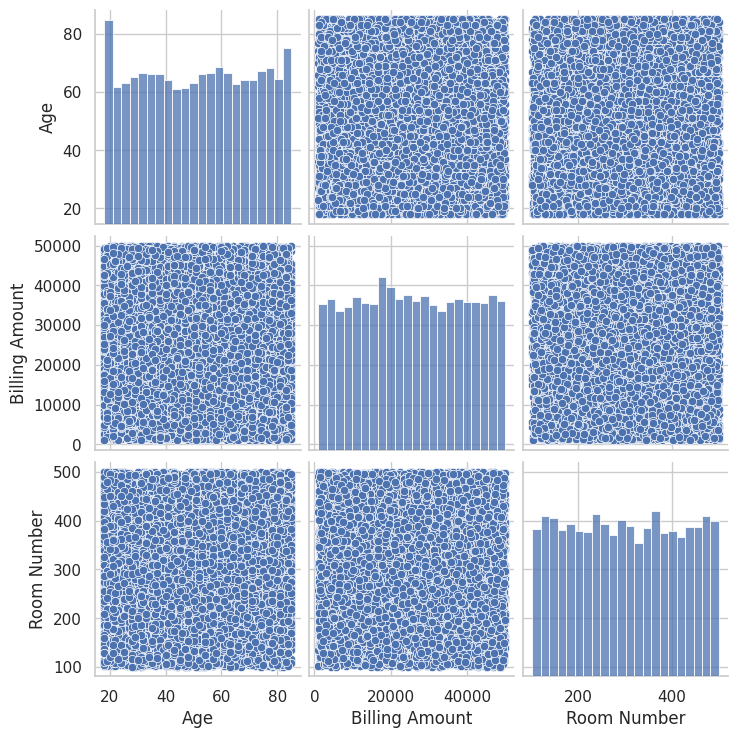 80
60
40
20
Age
50000
40000
30000
20000
10000
0
Billing Amount
500
400
300
200
100
Room Number
20 40 60 80
0 20000 40000
200 400
Age
Billing Amount
Room Number